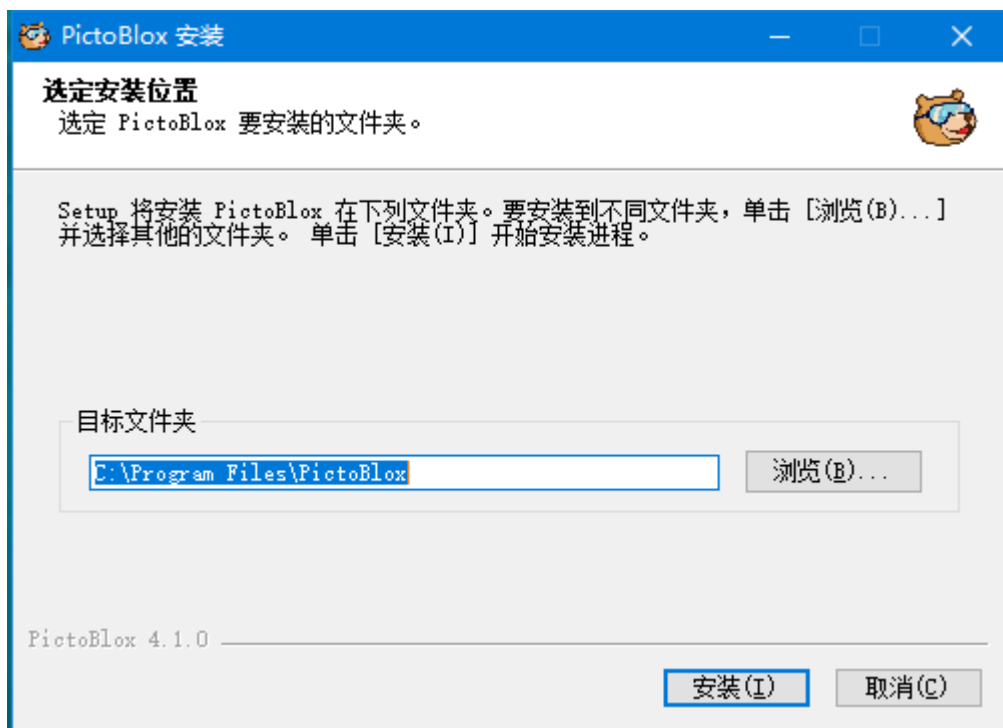 PictoBlox 安装
选定安装位置
选定 PictoBlox 要安装的文件夹。
Setup 将安装 PictoBlox 在下列文件夹。要安装到不同文件夹，单击 [浏览(B)...]
并选择其他的文件夹。 单击 [安装(I)] 开始安装进程。
目标文件夹
C:\Program Files\PictoBlox
浏览(B)...
PictoBlox 4.1.0
安装(I)
取消(C)